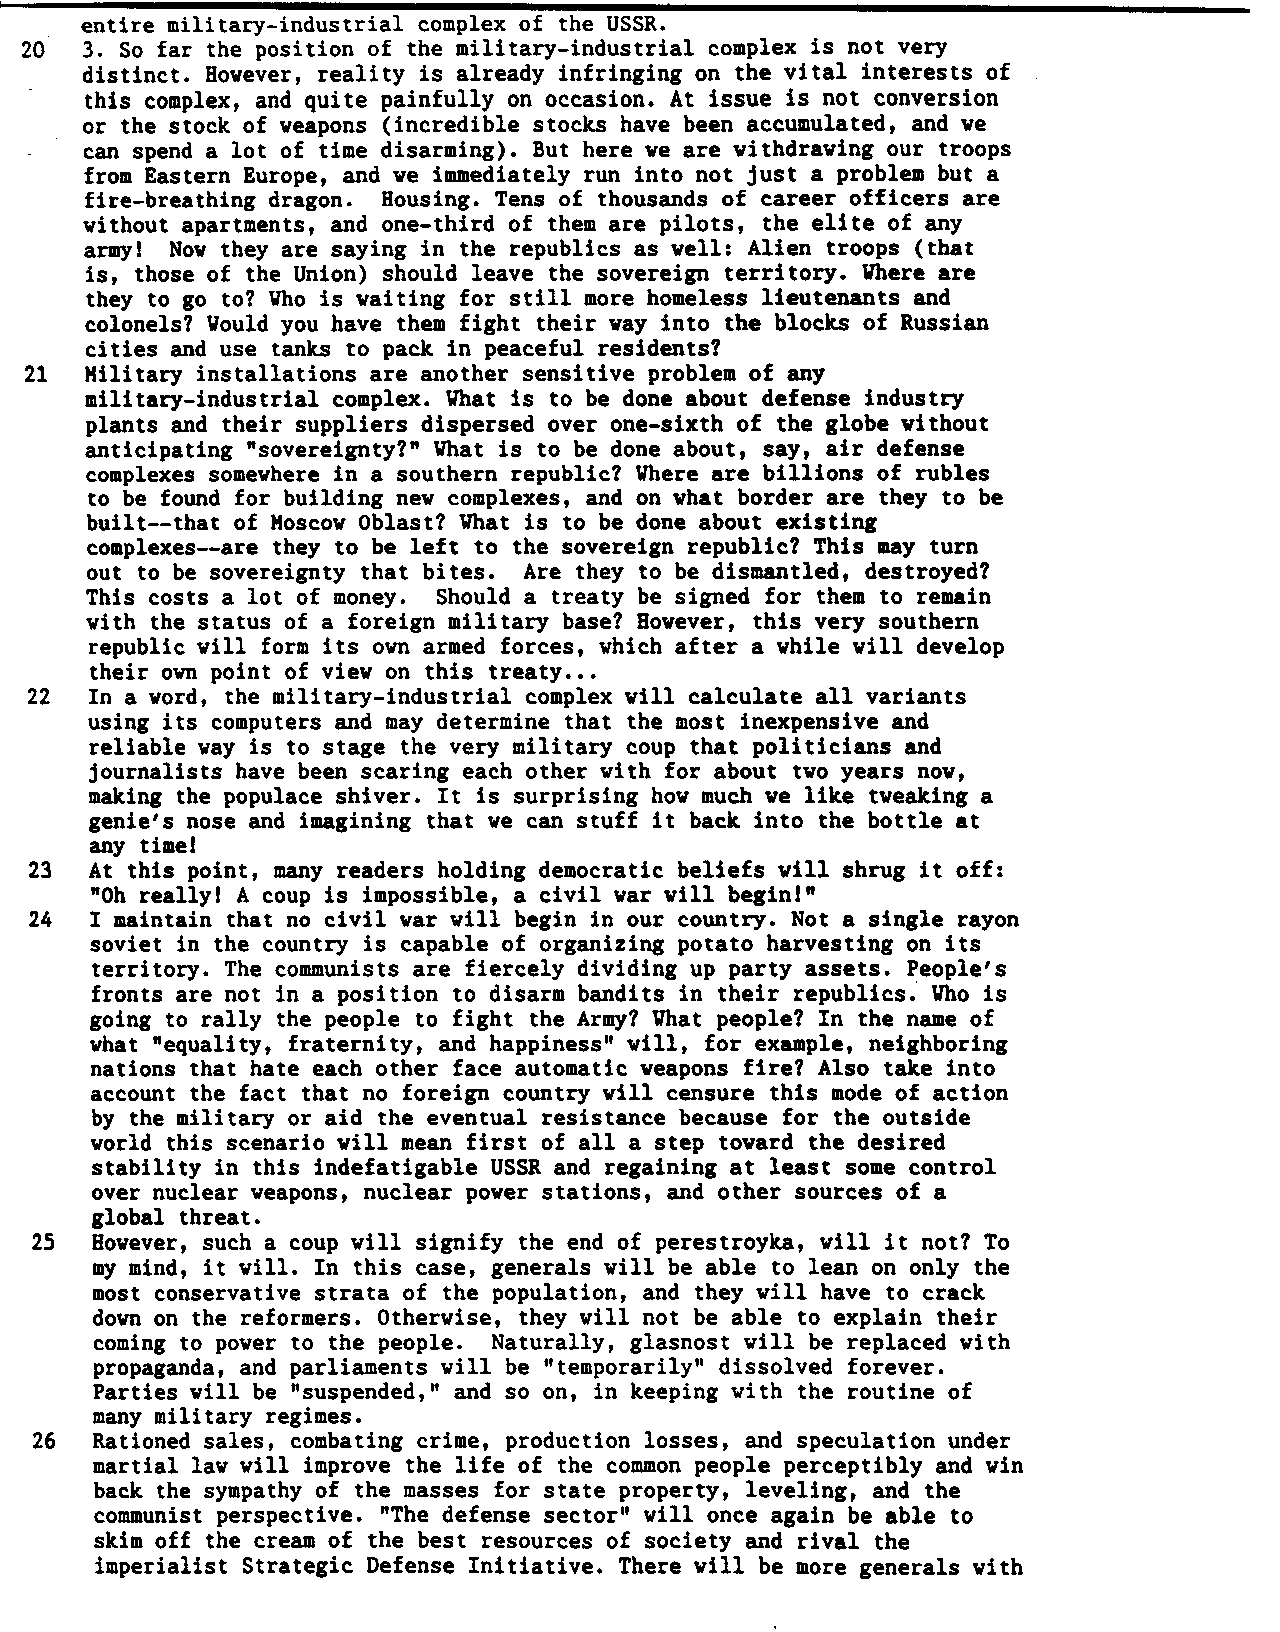 entire military-industrial complex of the USSR.
20 3. So far the position of the military-industrial complex is not very
distinct. However, reality is already infringing on the vital interests of
this complex, and quite painfully on occasion. At issue is not conversion
or the stock of weapons (incredible stocks have been accumulated, and we
can spend a lot of time disarming). But here we are withdrawing our troops
from Eastern Europe, and we immediately run into not just a problem but a
fire-breathing dragon. Housing. Tens of thousands of career officers are
without apartments, and one-third of them are pilots, the elite of any
army! Now they are saying in the republics as well: Alien troops (that
is, those of the Union) should leave the sovereign territory. Where are
they to go to? Who is waiting for still more homeless lieutenants and
colonels? Would you have them fight their way into the blocks of Russian
cities and use tanks to pack in peaceful residents?
21 Military installations are another sensitive problem of any
military-industrial complex. What is to be done about defense industry
plants and their suppliers dispersed over one-sixth of the globe without
anticipating "sovereignty?" What is to be done about, say, air defense
complexes somewhere in a southern republic? Where are billions of rubles
to be found for building new complexes, and on what border are they to be
built--that of Moscow Oblast? What is to be done about existing
complexes--are they to be left to the sovereign republic? This may turn
out to be sovereignty that bites. Are they to be dismantled, destroyed?
This costs a lot of money. Should a treaty be signed for them to remain
with the status of a foreign military base? However, this very southern
republic will form its own armed forces, which after a while will develop
their own point of view on this treaty...
22 In a word, the military-industrial complex will calculate all variants
using its computers and may determine that the most inexpensive and
reliable way is to stage the very military coup that politicians and
journalists have been scaring each other with for about two years now,
making the populace shiver. It is surprising how much we like tweaking a
genie's nose and imagining that we can stuff it back into the bottle at
any time!
23 At this point, many readers holding democratic beliefs will shrug it off:
"Oh really! A coup is impossible, a civil war will begin!"
24 I maintain that no civil war will begin in our country. Not a single rayon
soviet in the country is capable of organizing potato harvesting on its
territory. The communists are fiercely dividing up party assets. People's
fronts are not in a position to disarm bandits in their republics. Who is
going to rally the people to fight the Army? What people? In the name of
what "equality, fraternity, and happiness" will, for example, neighboring
nations that hate each other face automatic weapons fire? Also take into
account the fact that no foreign country will censure this mode of action
by the military or aid the eventual resistance because for the outside
world this scenario will mean first of all a step toward the desired
stability in this indefatigable USSR and regaining at least some control
over nuclear weapons, nuclear power stations, and other sources of a
global threat.
25 However, such a coup will signify the end of perestroyka, will it not? To
my mind, it will. In this case, generals will be able to lean on only the
most conservative strata of the population, and they will have to crack
down on the reformers. Otherwise, they will not be able to explain their
coming to power to the people. Naturally, glasnost will be replaced with
propaganda, and parliaments will be "temporarily" dissolved forever.
Parties will be "suspended," and so on, in keeping with the routine of
many military regimes.
26 Rationed sales, combating crime, production losses, and speculation under
martial law will improve the life of the common people perceptibly and win
back the sympathy of the masses for state property, leveling, and the
communist perspective. "The defense sector" will once again be able to
skim off the cream of the best resources of society and rival the
imperialist Strategic Defense Initiative. There will be more generals with